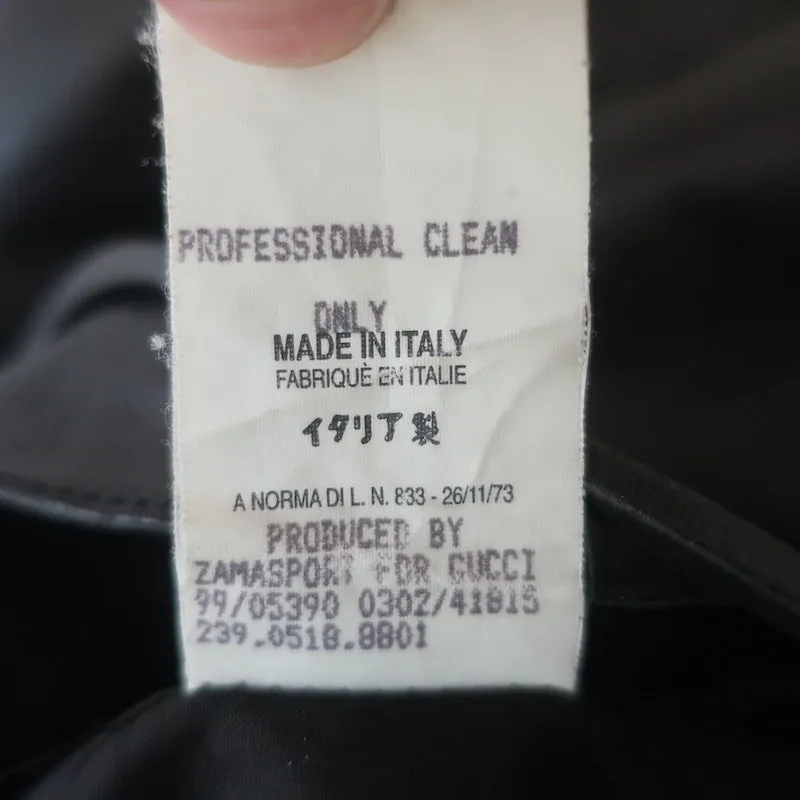 PROFESSIONAL CLEAN
ONLY
MADE IN ITALY
FABRIQUÈ EN ITALIE
イタリア製
A NORMA DI L. N. 833 - 26/11/73
PRODUCED BY
ZAMASPORT FOR GUCCI
99/05390 0302/41815
239.0518.8801